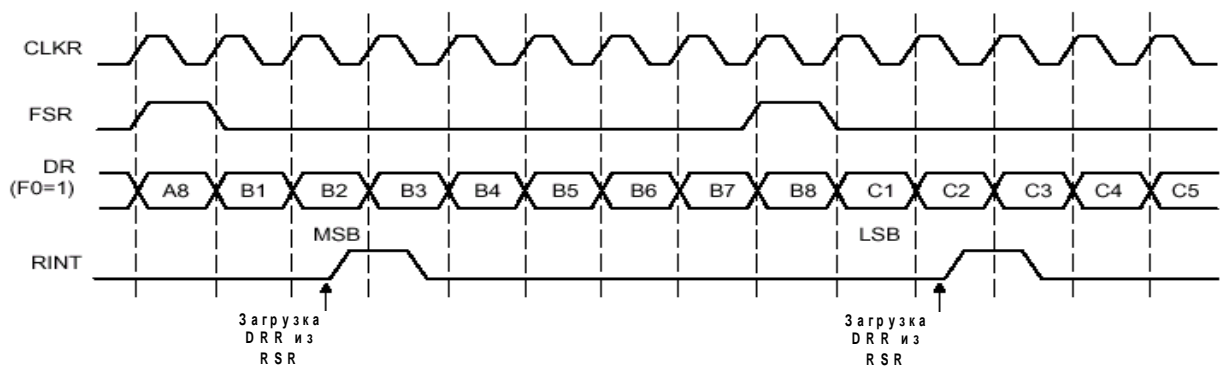 CLKR
FSR
DR
(F0=1)
A8 B1 B2 B3 B4 B5 B6 B7 B8 C1 C2 C3 C4 C5
MSB LSB
RINT
Загрузка
DRR из
RSR
Загрузка
DRR из
RSR